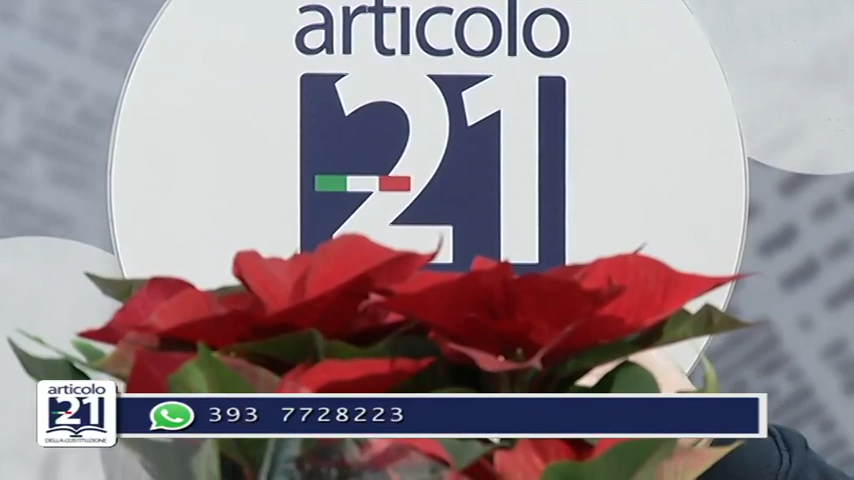 articolo
21
articolo
21
DELLA COSTITUZIONE
393 7728223